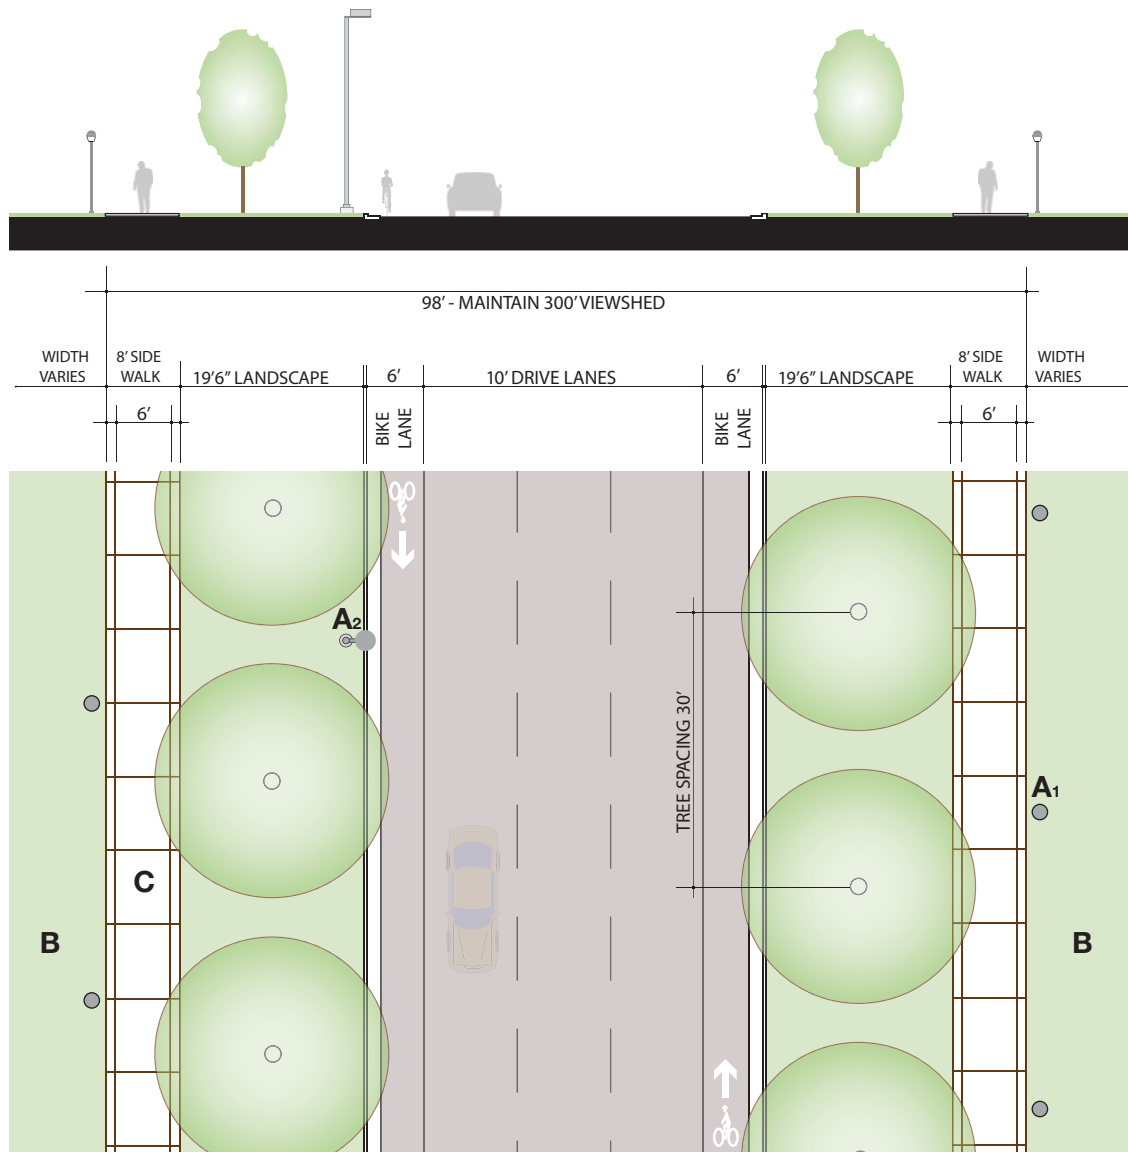 98’ - MAINTAIN 300’ VIEWSHED
WIDTH
VARIES
8’ SIDE
WALK
19’6” LANDSCAPE
6’
10’ DRIVE LANES
6’
19’6” LANDSCAPE
8’ SIDE
WALK
WIDTH
VARIES
6’
BIKE
LANE
BIKE
LANE
6’
A2
TREE SPACING 30’
A1
C
B
B